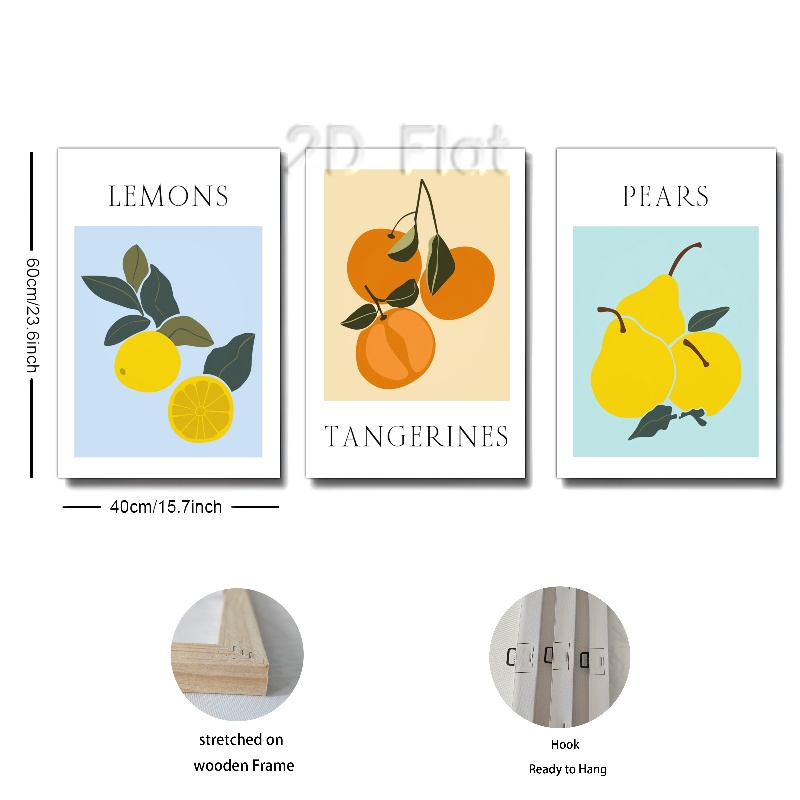 2D Flat
LEMONS
PEARS
TANGERINES
60cm/23.6inch
40cm/15.7inch
stretched on
wooden Frame
Hook
Ready to Hang